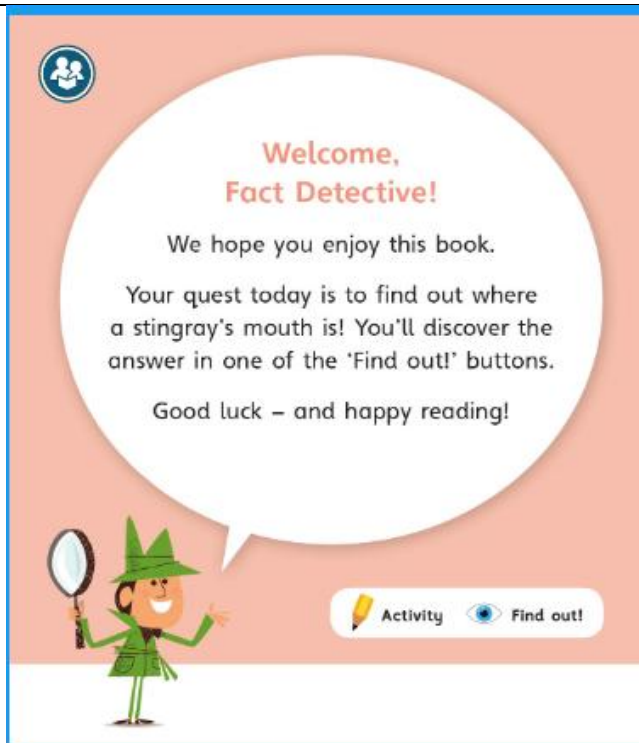 Welcome,
Fact Detective!
We hope you enjoy this book.
Your quest today is to find out where
a stingray's mouth is! You'll discover the
answer in one of the 'Find out!' buttons.
Good luck – and happy reading!
Activity
Find out!